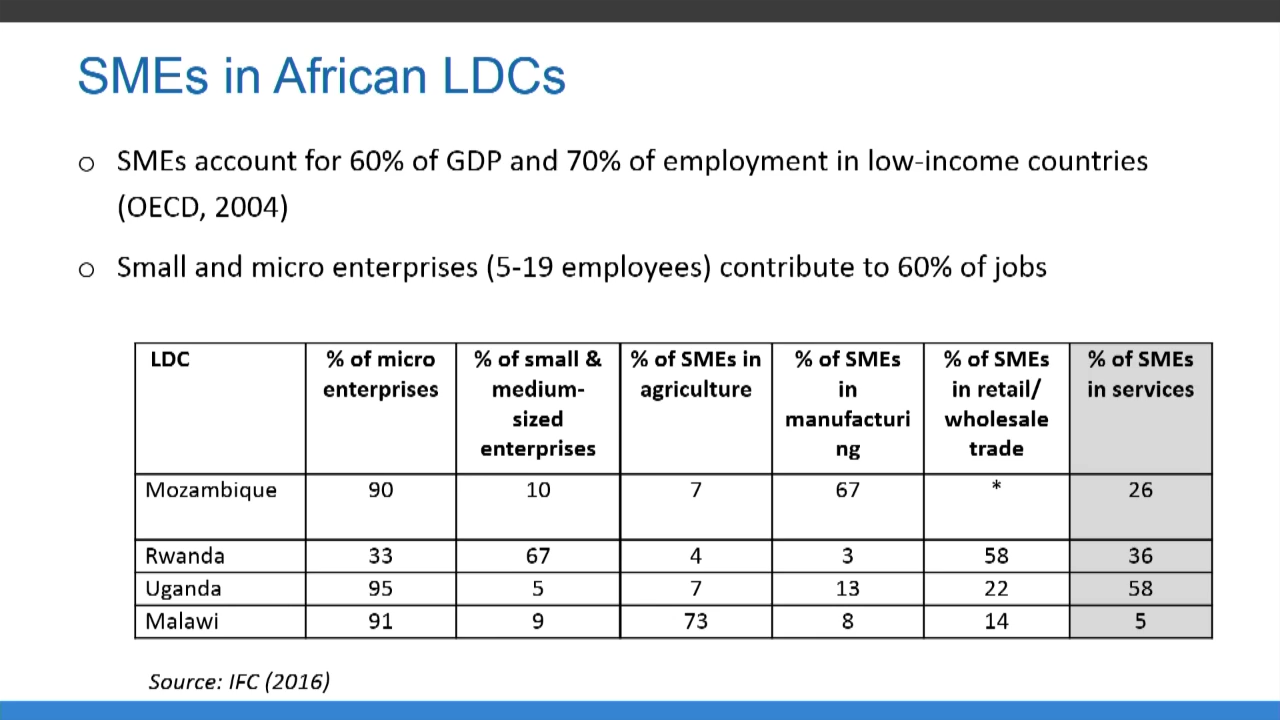 SMEs in African LDCs
o SMEs account for 60% of GDP and 70% of employment in low-income countries
(OECD, 2004)
o Small and micro enterprises (5-19 employees) contribute to 60% of jobs
LDC | % of micro enterprises | % of small & medium-sized enterprises | % of SMEs in agriculture | % of SMEs in manufacturing | % of SMEs in retail/ wholesale trade | % of SMEs in services
Mozambique | 90 | 10 | 7 | 67 | * | 26
Rwanda | 33 | 67 | 4 | 3 | 58 | 36
Uganda | 95 | 5 | 7 | 13 | 22 | 58
Malawi | 91 | 9 | 73 | 8 | 14 | 5
Source: IFC (2016)